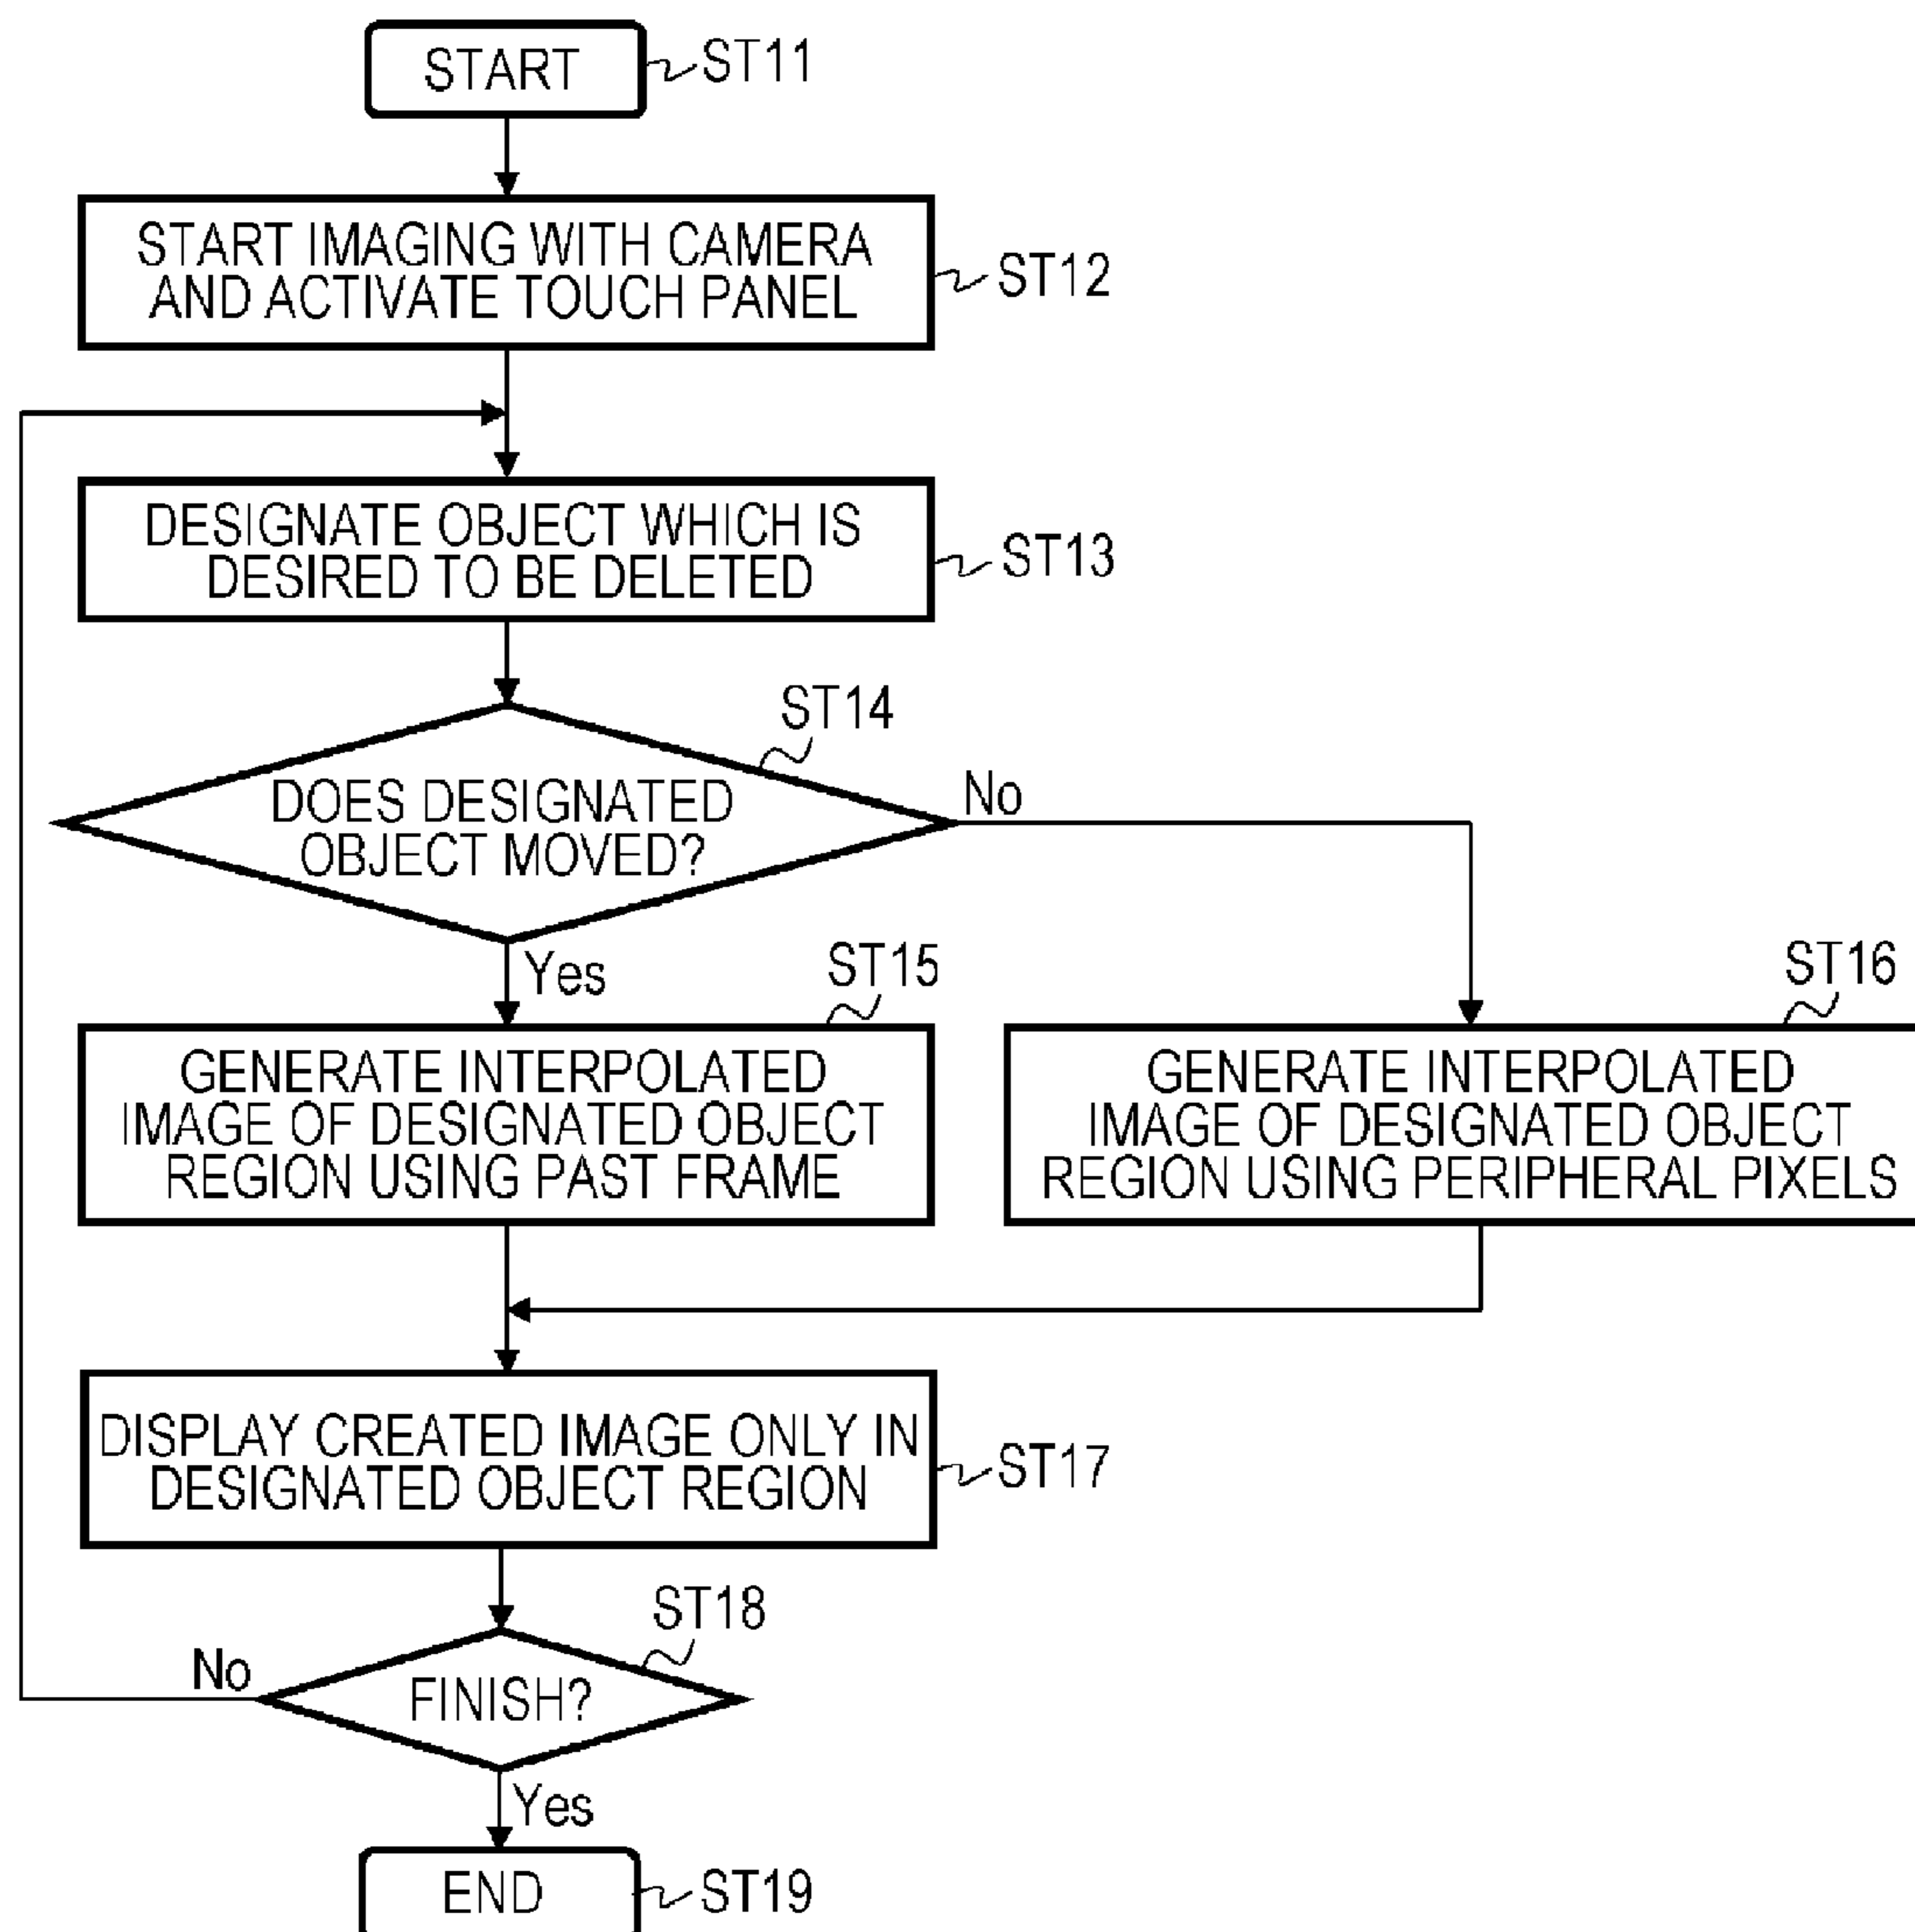 START
ST11
START IMAGING WITH CAMERA
AND ACTIVATE TOUCH PANEL
ST12
DESIGNATE OBJECT WHICH IS
DESIRED TO BE DELETED
ST13
ST14
DOES DESIGNATED
OBJECT MOVED?
No
Yes
ST15
GENERATE INTERPOLATED
IMAGE OF DESIGNATED OBJECT
REGION USING PAST FRAME
ST16
GENERATE INTERPOLATED
IMAGE OF DESIGNATED OBJECT
REGION USING PERIPHERAL PIXELS
DISPLAY CREATED IMAGE ONLY IN
DESIGNATED OBJECT REGION
ST17
ST18
No
FINISH?
Yes
END
ST19